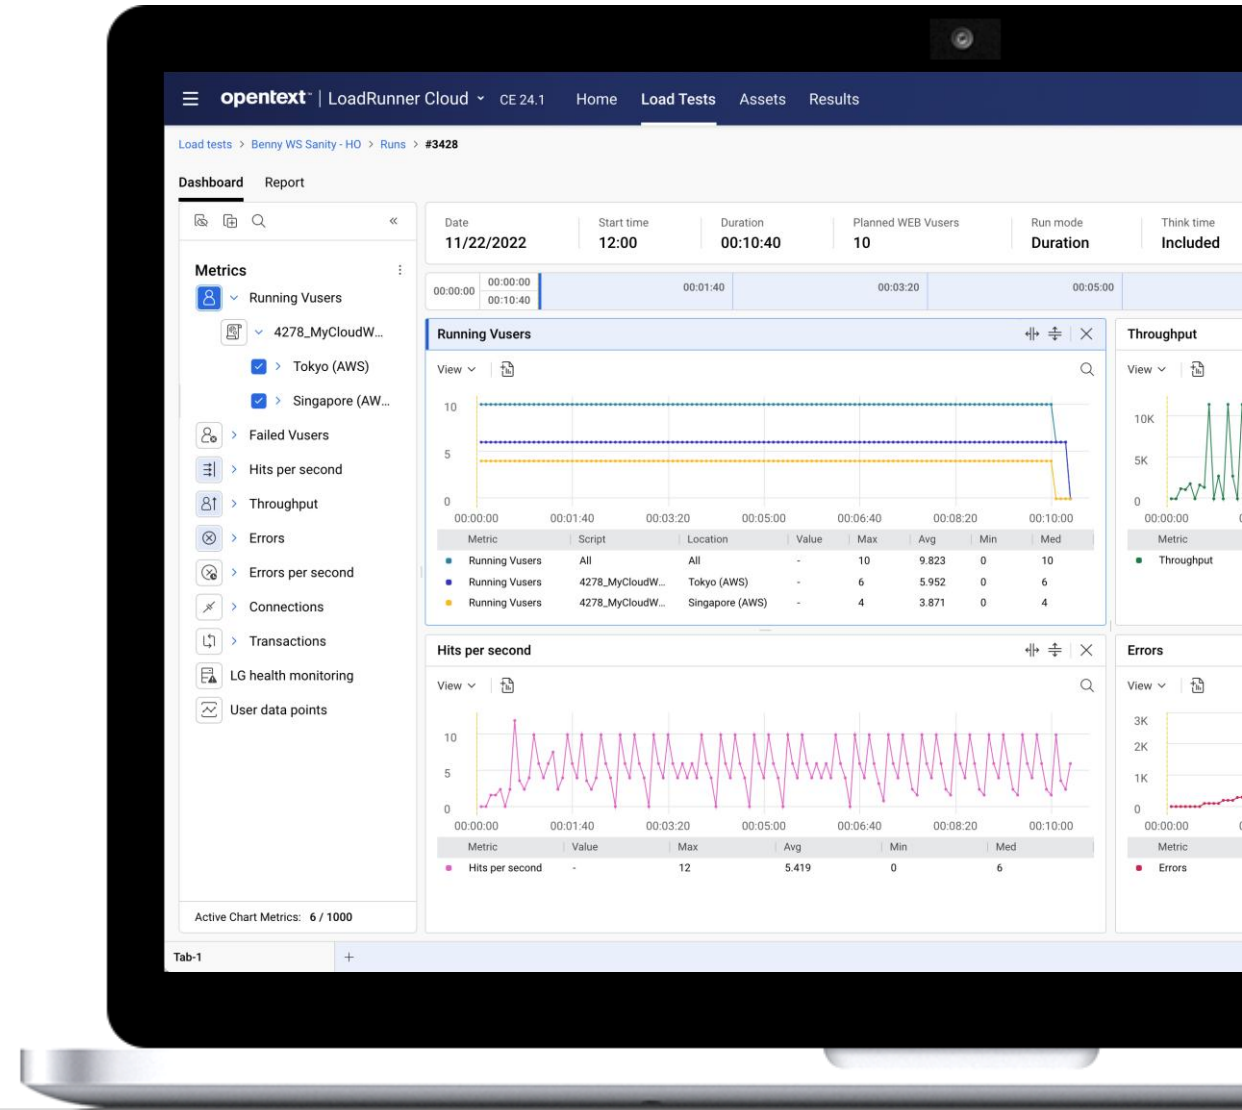 opentext™ | LoadRunner Cloud CE 24.1 Home Load Tests Assets Results
Load tests > Benny WS Sanity - HO > Runs > #3428
Dashboard Report
Date Start time Duration Planned WEB Vusers Run mode Think time
11/22/2022 12:00 00:10:40 10 Duration Included
Metrics
Running Vusers
4278_MyCloudW...
Tokyo (AWS)
Singapore (AW...
Failed Vusers
Hits per second
Throughput
Errors
Errors per second
Connections
Transactions
LG health monitoring
User data points
Active Chart Metrics: 6 / 1000
00:00:00 00:00:00 00:01:40 00:03:20 00:05:00
00:10:40
Running Vusers
View
10
5
0
00:00:00 00:01:40 00:03:20 00:05:00 00:06:40 00:08:20 00:10:00
Metric Script Location Value Max Avg Min Med
Running Vusers All All - 10 9.823 0 10
Running Vusers 4278_MyCloudW... Tokyo (AWS) - 6 5.952 0 6
Running Vusers 4278_MyCloudW... Singapore (AWS) - 4 3.871 0 4
Throughput
View
10K
5K
0
00:00:00
Metric
Throughput
Hits per second
View
10
5
0
00:00:00 00:01:40 00:03:20 00:05:00 00:06:40 00:08:20 00:10:00
Metric Value Max Avg Min Med
Hits per second - 12 5.419 0 6
Errors
View
3K
2K
1K
0
00:00:00
Metric
Errors
Tab-1 +